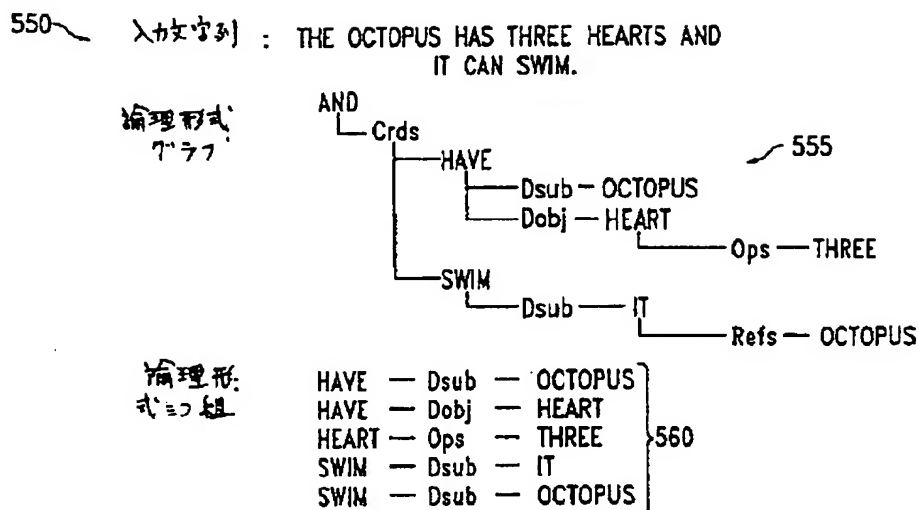 550 入力文字列 : THE OCTOPUS HAS THREE HEARTS AND
IT CAN SWIM.
論理形式
グラフ:
AND
Crds
HAVE
555
Dsub — OCTOPUS
Dobj — HEART
Ops — THREE
SWIM
Dsub — IT
Refs — OCTOPUS
論理形:
式三つ組
HAVE — Dsub — OCTOPUS
HAVE — Dobj — HEART
HEART — Ops — THREE 560
SWIM — Dsub — IT
SWIM — Dsub — OCTOPUS